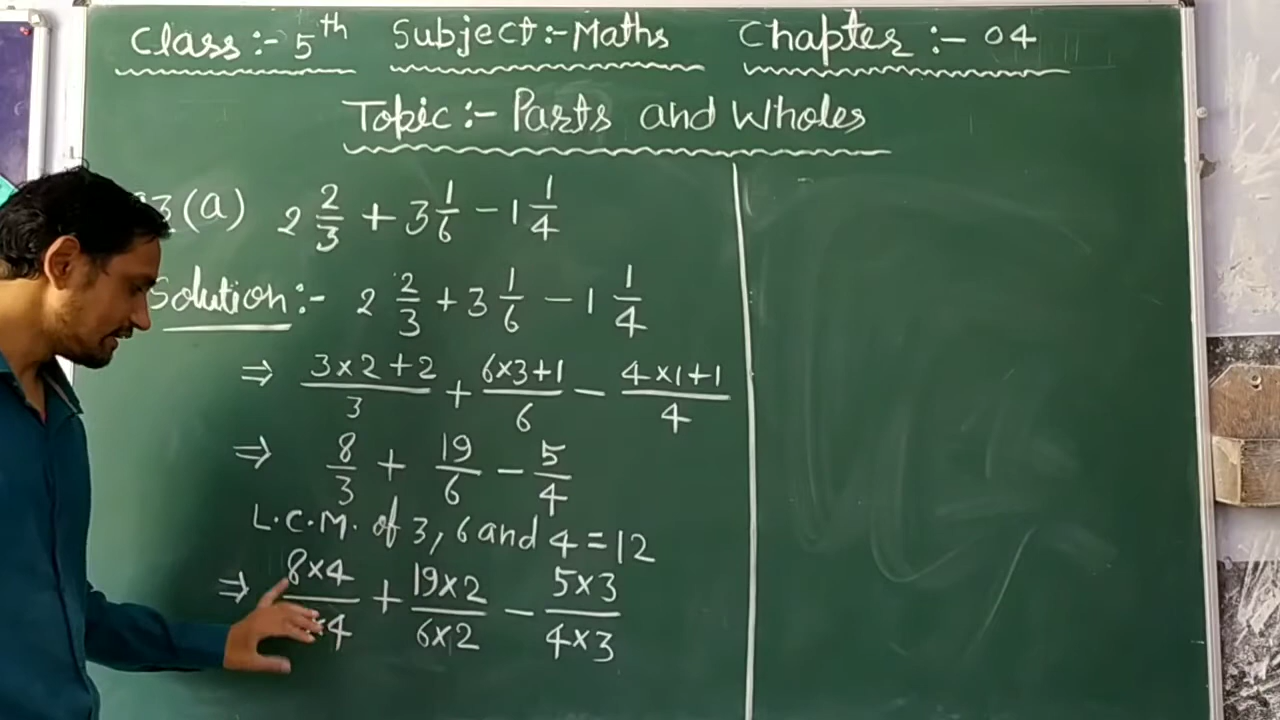 Class:- 5th Subject:- Maths Chapter:- 04
Topic:- Parts and Wholes
3(a) 2 2/3 + 3 1/6 - 1 1/4
Solution:- 2 2/3 + 3 1/6 - 1 1/4
⇒ (3×2+2)/3 + (6×3+1)/6 - (4×1+1)/4
⇒ 8/3 + 19/6 - 5/4
L.C.M. of 3, 6 and 4 = 12
⇒ (8×4)/(×4) + (19×2)/(6×2) - (5×3)/(4×3)